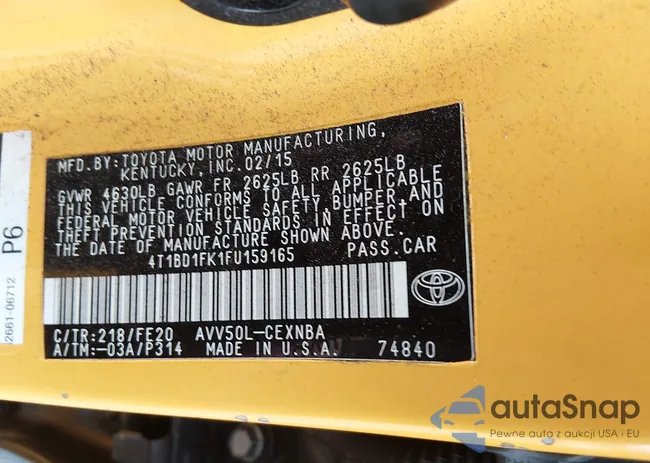 MFD.BY:TOYOTA MOTOR MANUFACTURING,
KENTUCKY,INC.02/15
GVWR 4630LB GAWR FR 2625LB RR 2625LB
THIS VEHICLE CONFORMS TO ALL APPLICABLE
FEDERAL MOTOR VEHICLE SAFETY,BUMPER,AND
THEFT PREVENTION STANDARDS IN EFFECT ON
THE DATE OF MANUFACTURE SHOWN ABOVE.
4T1BD1FK1FU159165 PASS.CAR
C/TR:218/FE20 AVV50L-CEXNBA
A/TM:-03A/P314 MADE IN U.S.A. 74840
P6
2661-06712
autaSnap
Pewne auta z aukcji USA i EU